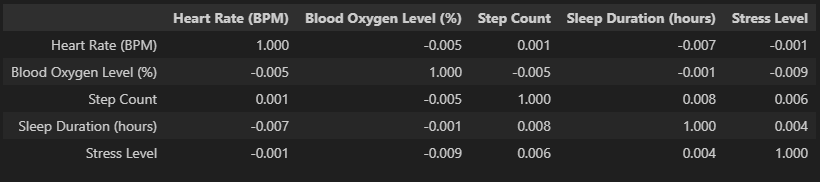 Heart Rate (BPM) Blood Oxygen Level (%) Step Count Sleep Duration (hours) Stress Level
Heart Rate (BPM) 1.000 -0.005 0.001 -0.007 -0.001
Blood Oxygen Level (%) -0.005 1.000 -0.005 -0.001 -0.009
Step Count 0.001 -0.005 1.000 0.008 0.006
Sleep Duration (hours) -0.007 -0.001 0.008 1.000 0.004
Stress Level -0.001 -0.009 0.006 0.004 1.000